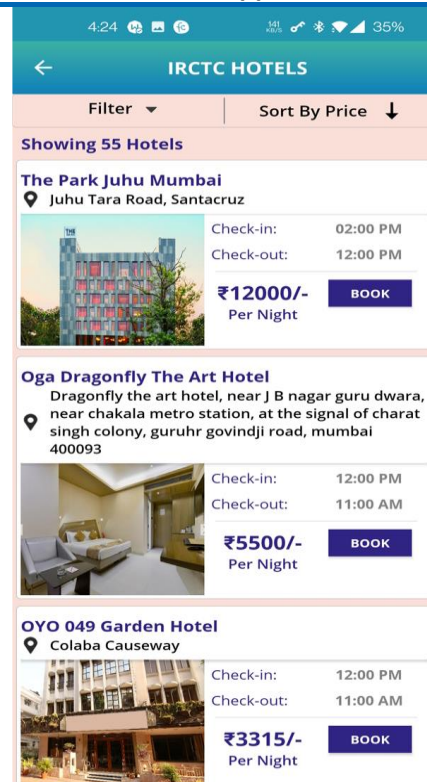 4:24
141
KB/S
35%
IRCTC HOTELS
Filter
Sort By Price
Showing 55 Hotels
The Park Juhu Mumbai
Juhu Tara Road, Santacruz
Check-in: 02:00 PM
Check-out: 12:00 PM
₹12000/- BOOK
Per Night
Oga Dragonfly The Art Hotel
Dragonfly the art hotel, near J B nagar guru dwara,
near chakala metro station, at the signal of charat
singh colony, guruhr govindji road, mumbai
400093
Check-in: 12:00 PM
Check-out: 11:00 AM
₹5500/- BOOK
Per Night
OYO 049 Garden Hotel
Colaba Causeway
Check-in: 12:00 PM
Check-out: 11:00 AM
₹3315/- BOOK
Per Night